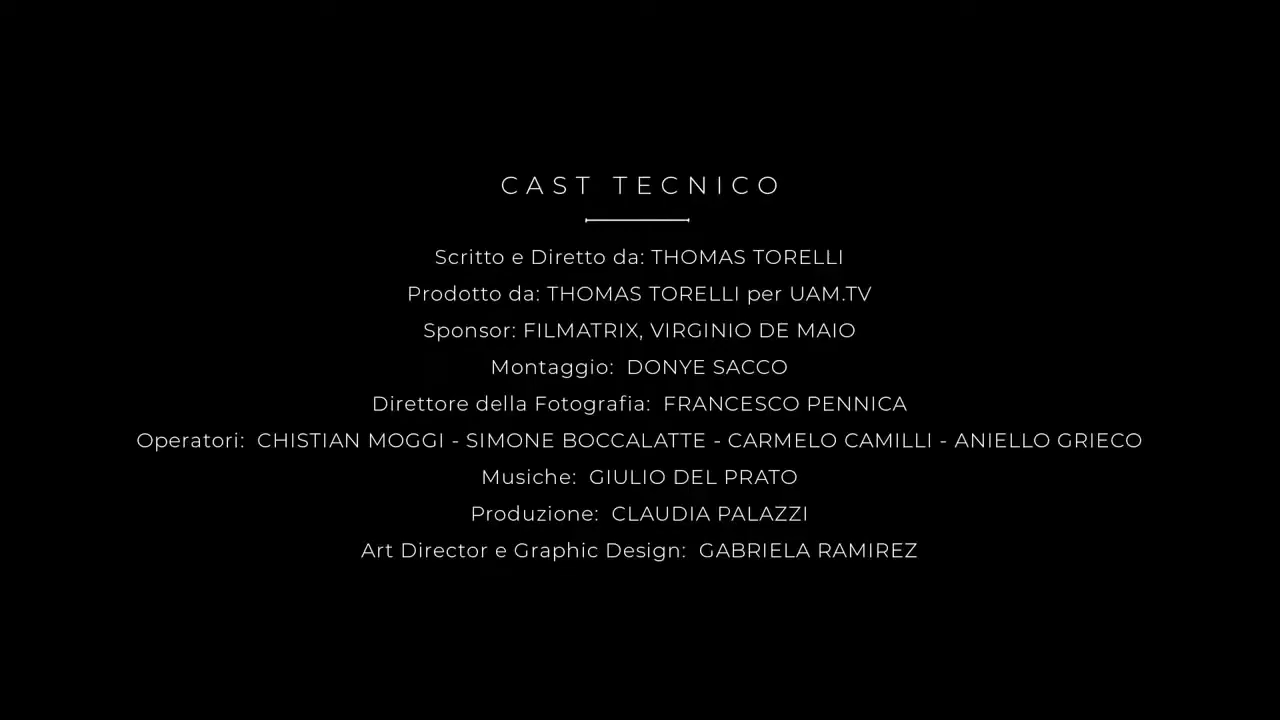 CAST TECNICO
Scritto e Diretto da: THOMAS TORELLI
Prodotto da: THOMAS TORELLI per UAM.TV
Sponsor: FILMATRIX, VIRGINIO DE MAIO
Montaggio: DONYE SACCO
Direttore della Fotografia: FRANCESCO PENNICA
Operatori: CHISTIAN MOGGI - SIMONE BOCCALATTE - CARMELO CAMILLI - ANIELLO GRIECO
Musiche: GIULIO DEL PRATO
Produzione: CLAUDIA PALAZZI
Art Director e Graphic Design: GABRIELA RAMIREZ